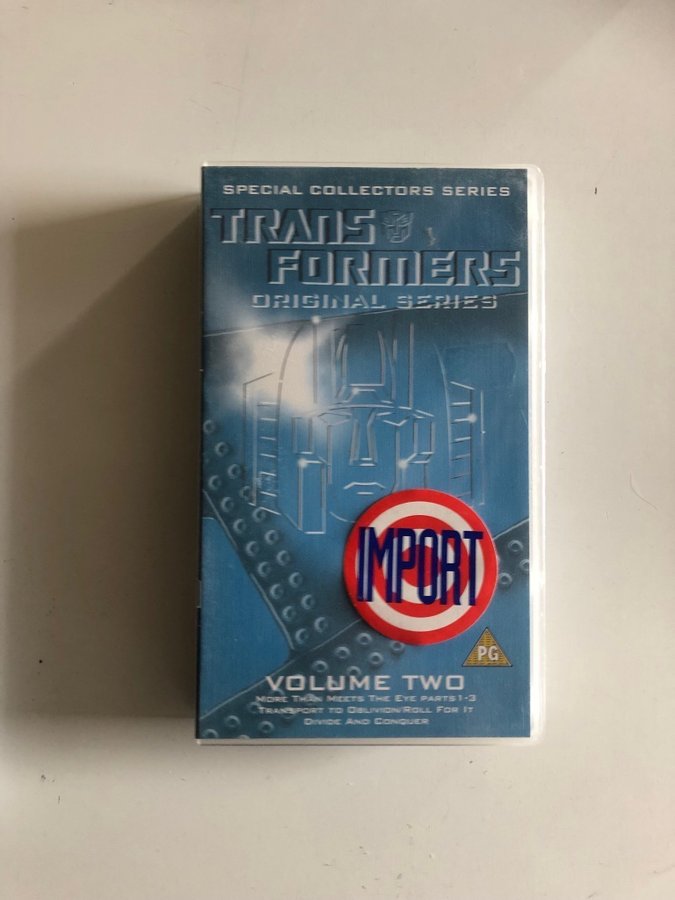 SPECIAL COLLECTORS SERIES
TRANS
FORMERS
ORIGINAL SERIES
IMPORT
PG
VOLUME TWO
MORE THAN MEETS THE EYE PARTS 1-3
TRANSPORT TO OBLIVION/ROLL FOR IT
DIVIDE AND CONQUER